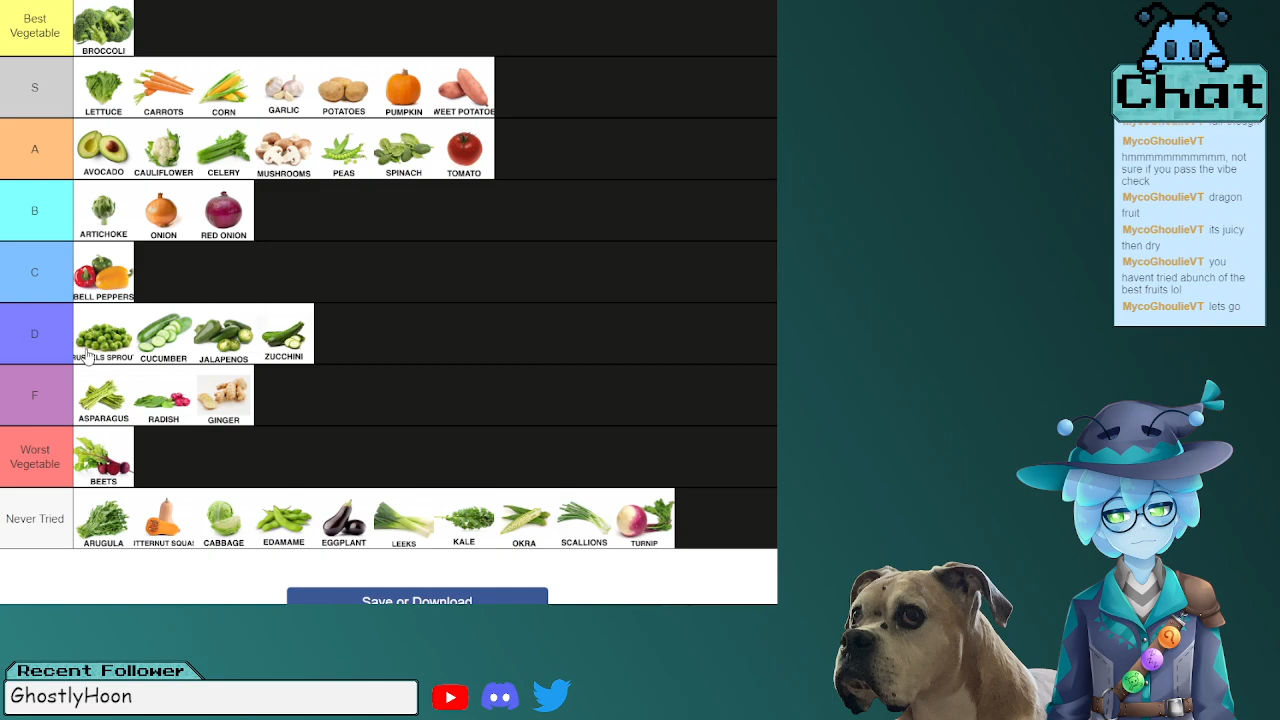 Best
Vegetable
BROCCOLI
S
LETTUCE CARROTS CORN GARLIC POTATOES PUMPKIN WEET POTATOE
A
AVOCADO CAULIFLOWER CELERY MUSHROOMS PEAS SPINACH TOMATO
B
ARTICHOKE ONION RED ONION
C
BELL PEPPERS
D
CUCUMBER JALAPENOS ZUCCHINI
F
ASPARAGUS RADISH GINGER
Worst
Vegetable
BEETS
Never Tried
ARUGULA TTERNUT SQUA CABBAGE EDAMAME EGGPLANT LEEKS KALE OKRA SCALLIONS TURNIP
Save or Download
Recent Follower
GhostlyHoon
Chat
MycoGhoulieVT
hmmmmmmmmmmm, not
sure if you pass the vibe
check
MycoGhoulieVT dragon
fruit
MycoGhoulieVT its juicy
then dry
MycoGhoulieVT you
havent tried abunch of the
best fruits lol
MycoGhoulieVT lets go